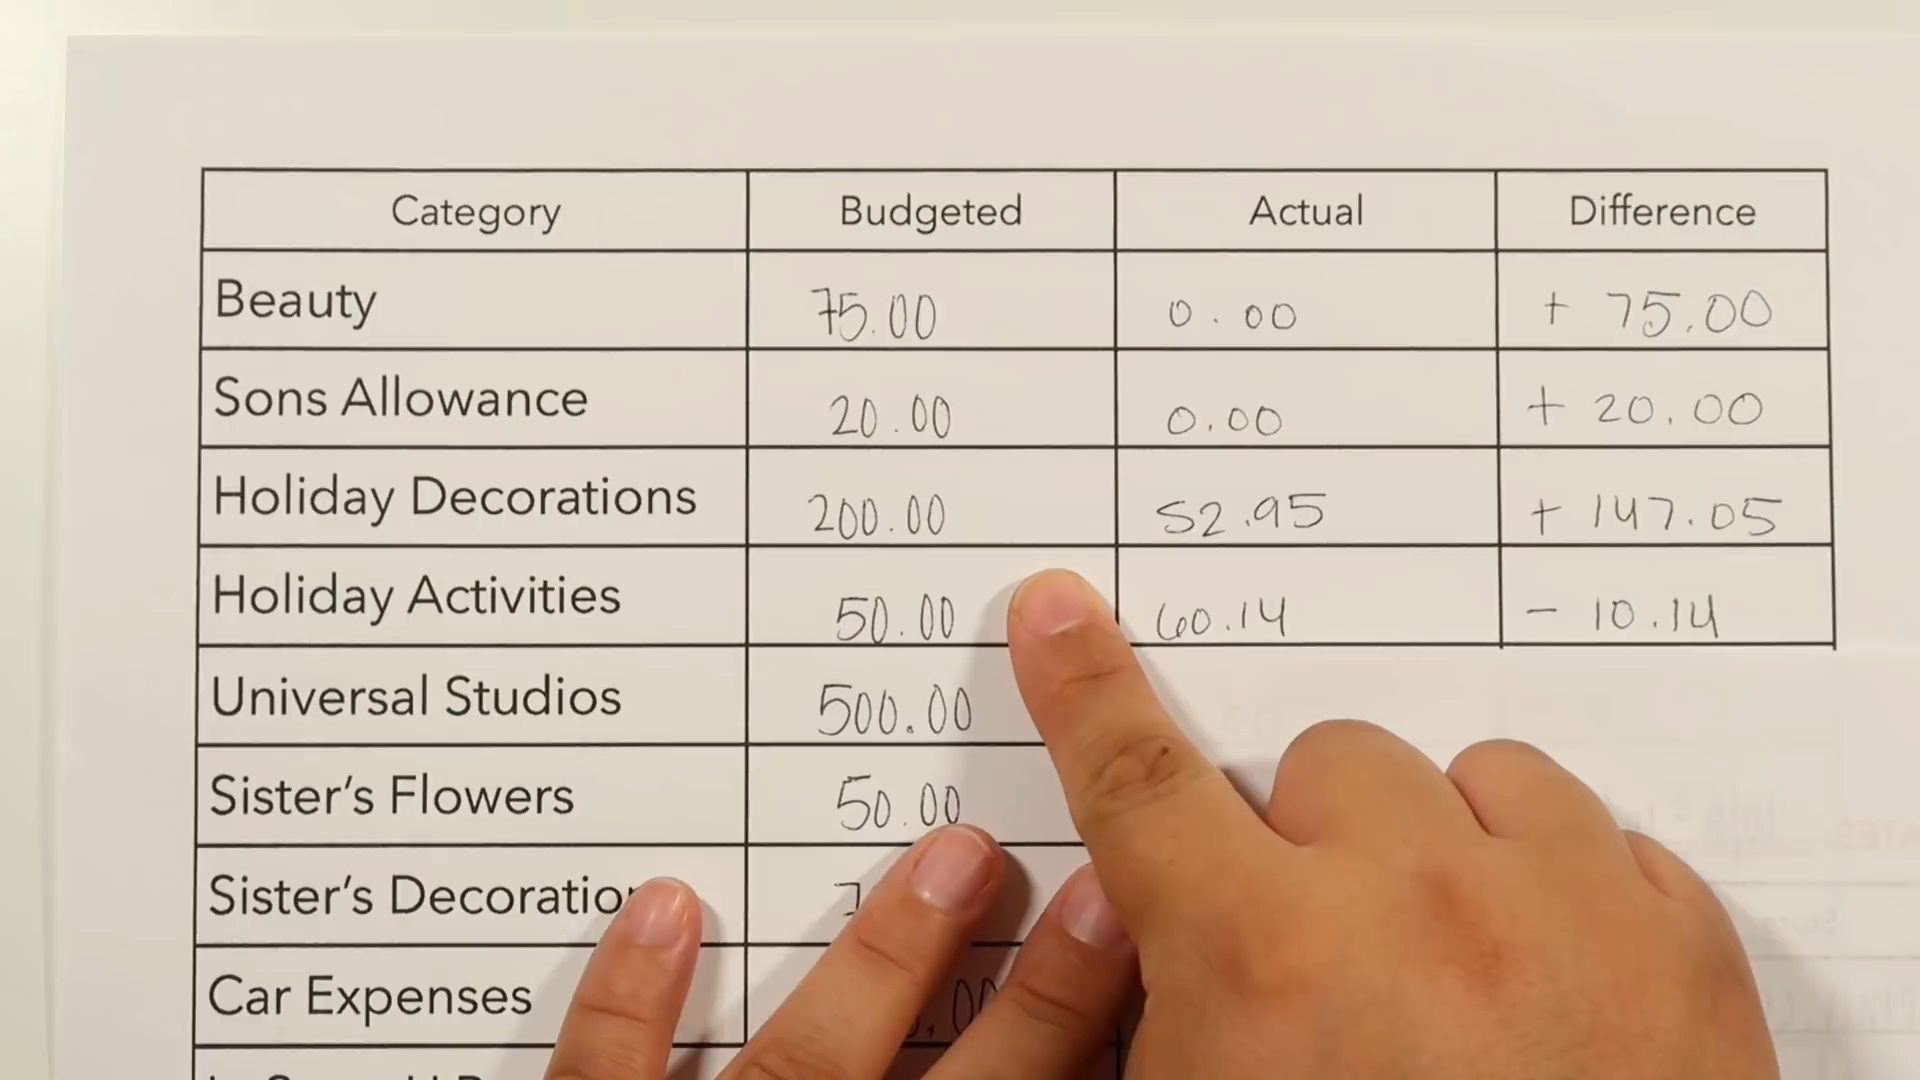 Category Budgeted Actual Difference
Beauty 75.00 0.00 + 75.00
Sons Allowance 20.00 0.00 + 20.00
Holiday Decorations 200.00 52.95 + 147.05
Holiday Activities 50.00 60.14 - 10.14
Universal Studios 500.00
Sister's Flowers 50.00
Sister's
Car Expenses